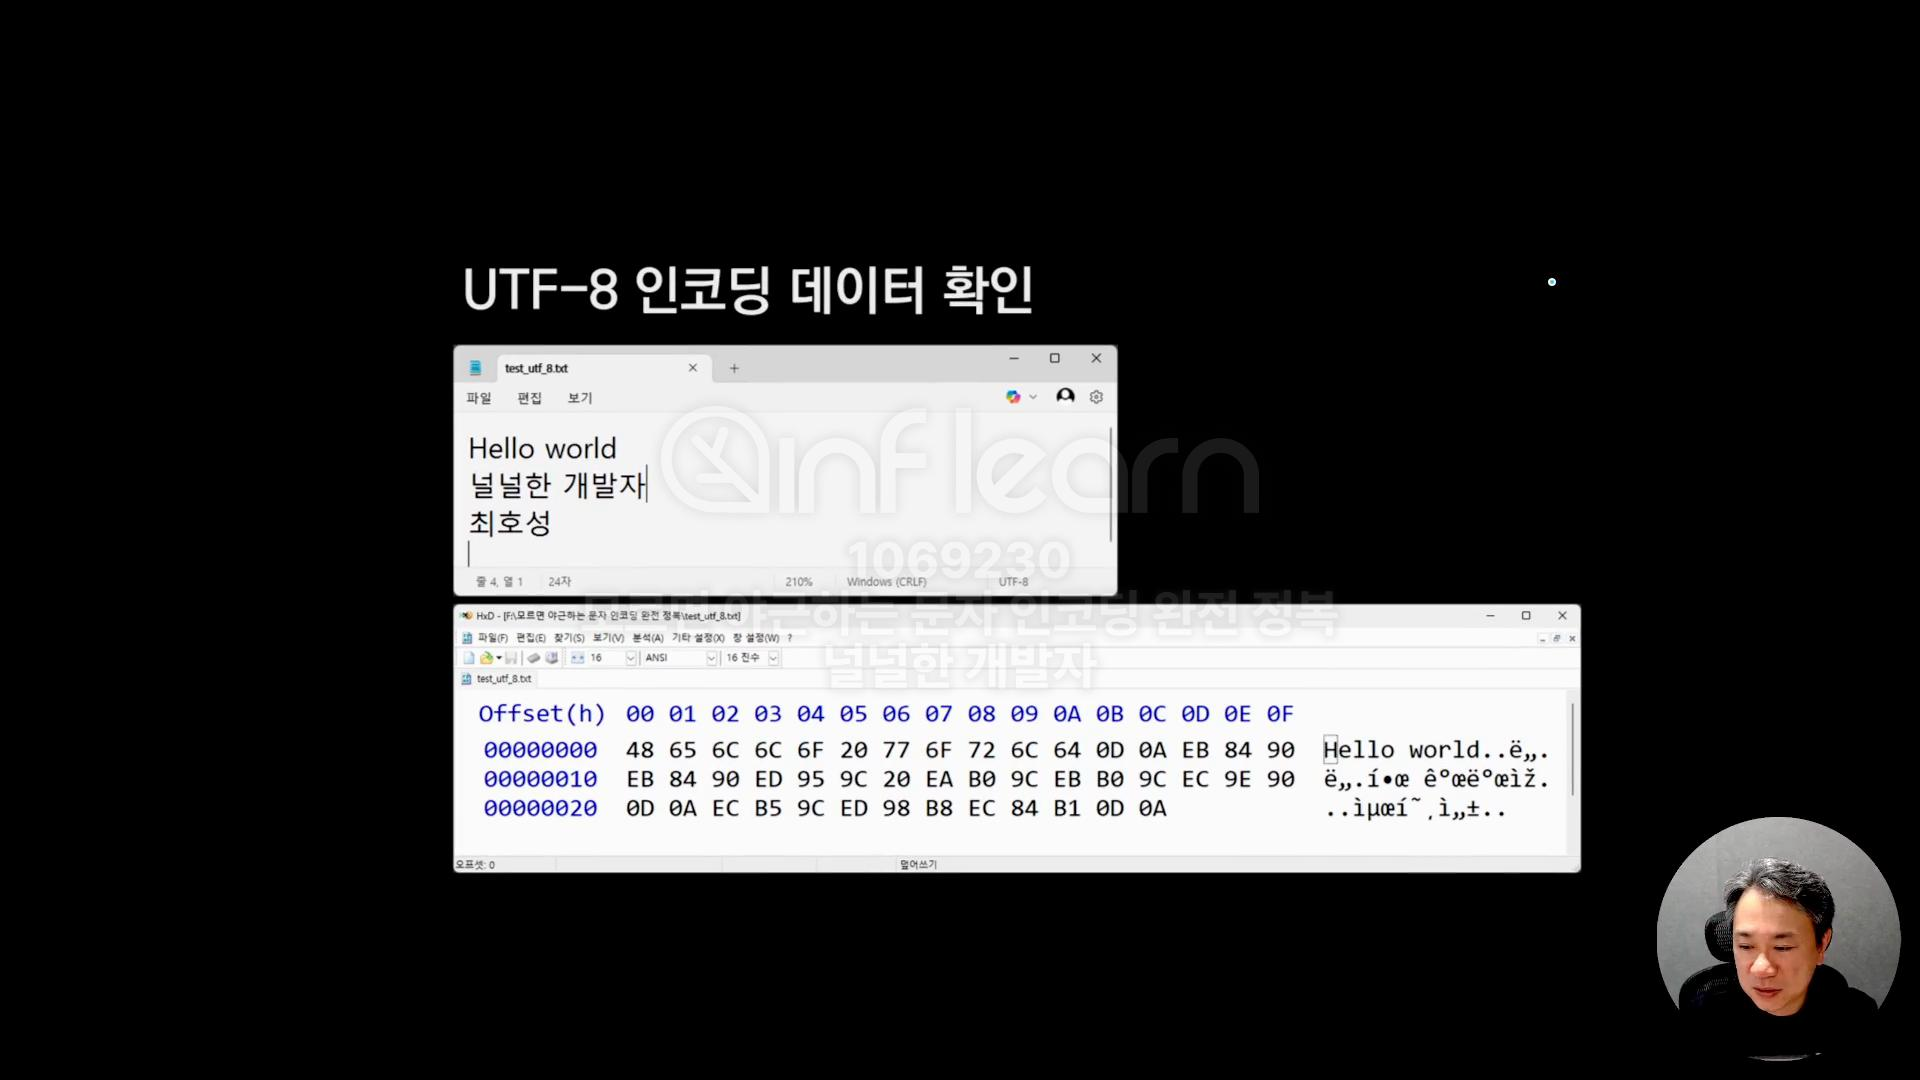 UTF-8 인코딩 데이터 확인
test_utf_8.txt
파일 편집 보기
Hello world
널널한 개발자
최호성
줄 4, 열 1 24자 210% Windows (CRLF) UTF-8
inflearn
1069230
모르면 야근하는 문자 인코딩 완전 정복
널널한 개발자
HxD - [F:\모르면 야근하는 문자 인코딩 완전 정복\test_utf_8.txt]
파일(F) 편집(E) 찾기(S) 보기(V) 분석(A) 기타 설정(X) 창 설정(W) ?
16 ANSI 16 진수
test_utf_8.txt
Offset(h) 00 01 02 03 04 05 06 07 08 09 0A 0B 0C 0D 0E 0F
00000000 48 65 6C 6C 6F 20 77 6F 72 6C 64 0D 0A EB 84 90 Hello world..ë„.
00000010 EB 84 90 ED 95 9C 20 EA B0 9C EB B0 9C EC 9E 90 ë„.í•œ ê°œë°œìž.
00000020 0D 0A EC B5 9C ED 98 B8 EC 84 B1 0D 0A ..ìµœí˜¸ì„±..
오프셋: 0 덮어쓰기